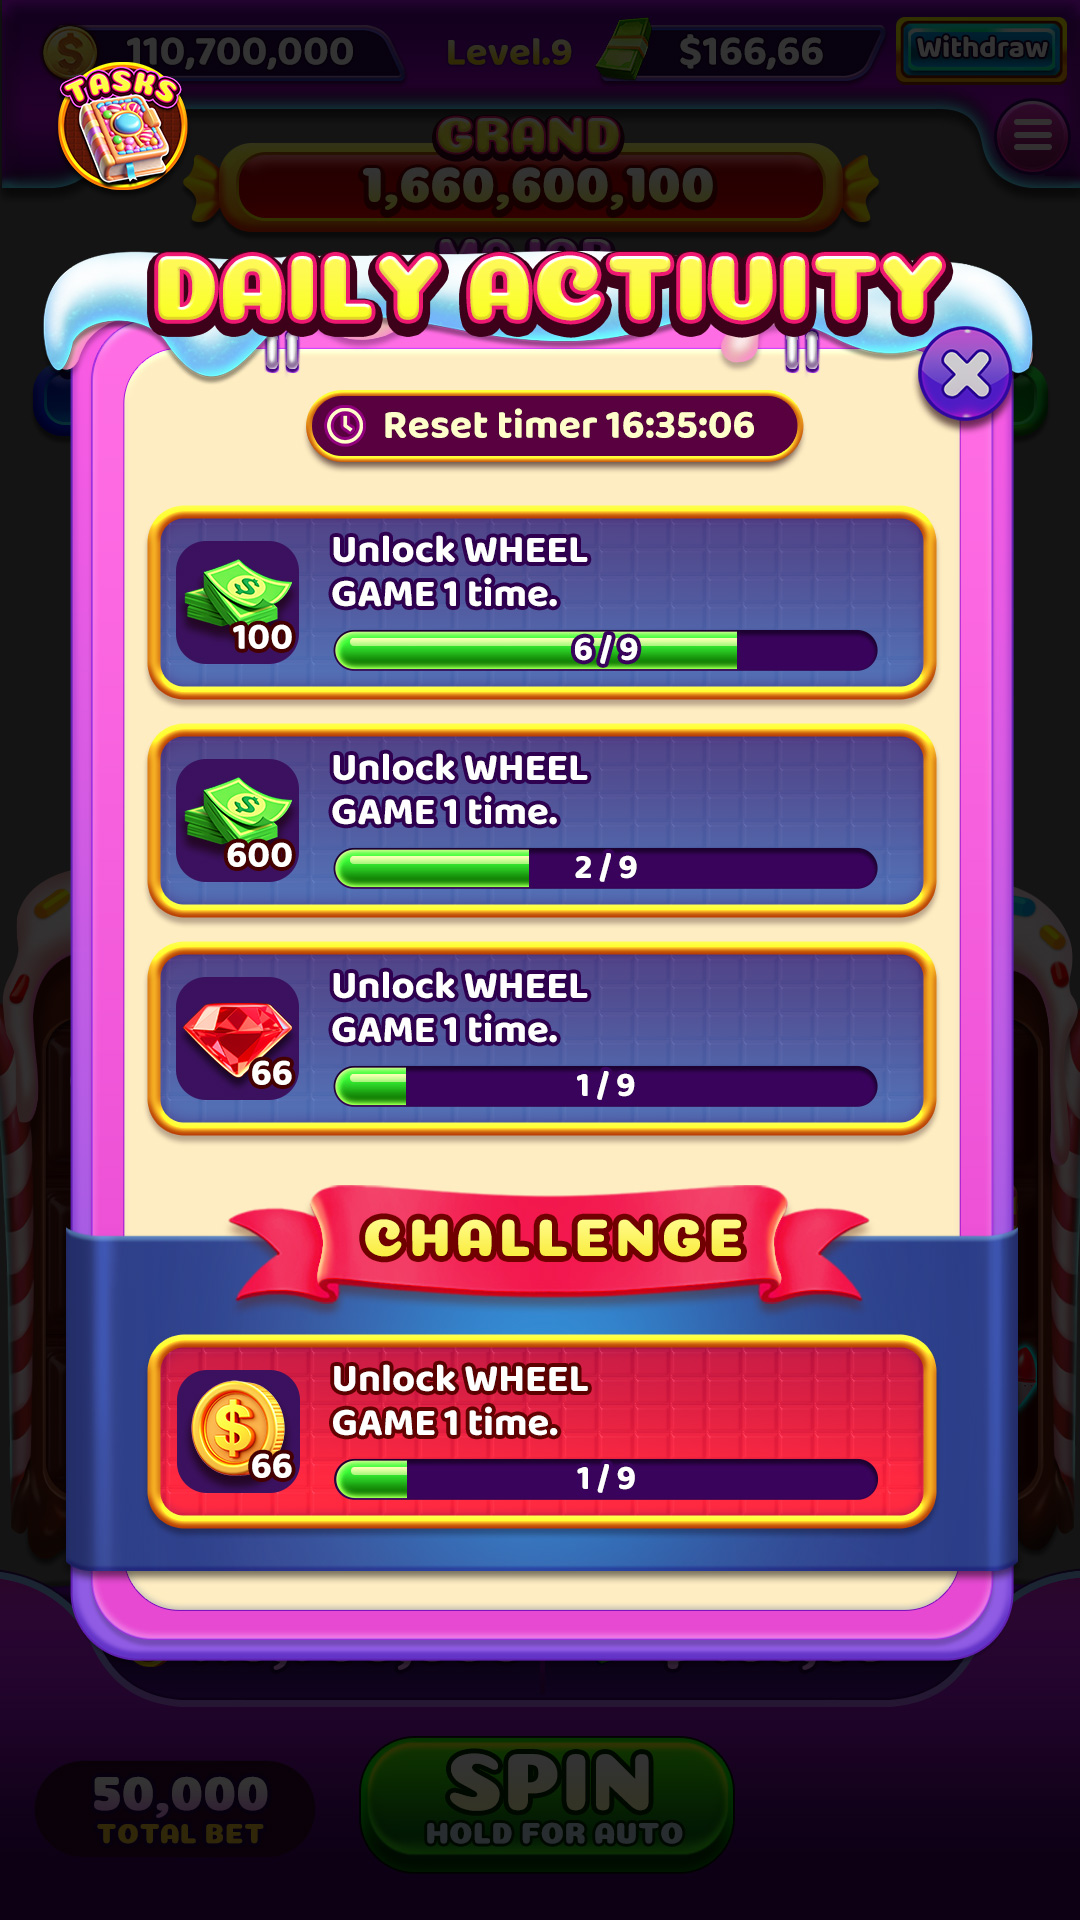 110,700,000
Level.9
$166,66
Withdraw
TASKS
GRAND
1,660,600,100
MAJOR
DAILY ACTIVITY
Reset timer 16:35:06
Unlock WHEEL
GAME 1 time.
100
6/9
Unlock WHEEL
GAME 1 time.
600
2/9
Unlock WHEEL
GAME 1 time.
66
1/9
CHALLENGE
Unlock WHEEL
GAME 1 time.
66
1/9
50,000
TOTAL BET
SPIN
HOLD FOR AUTO